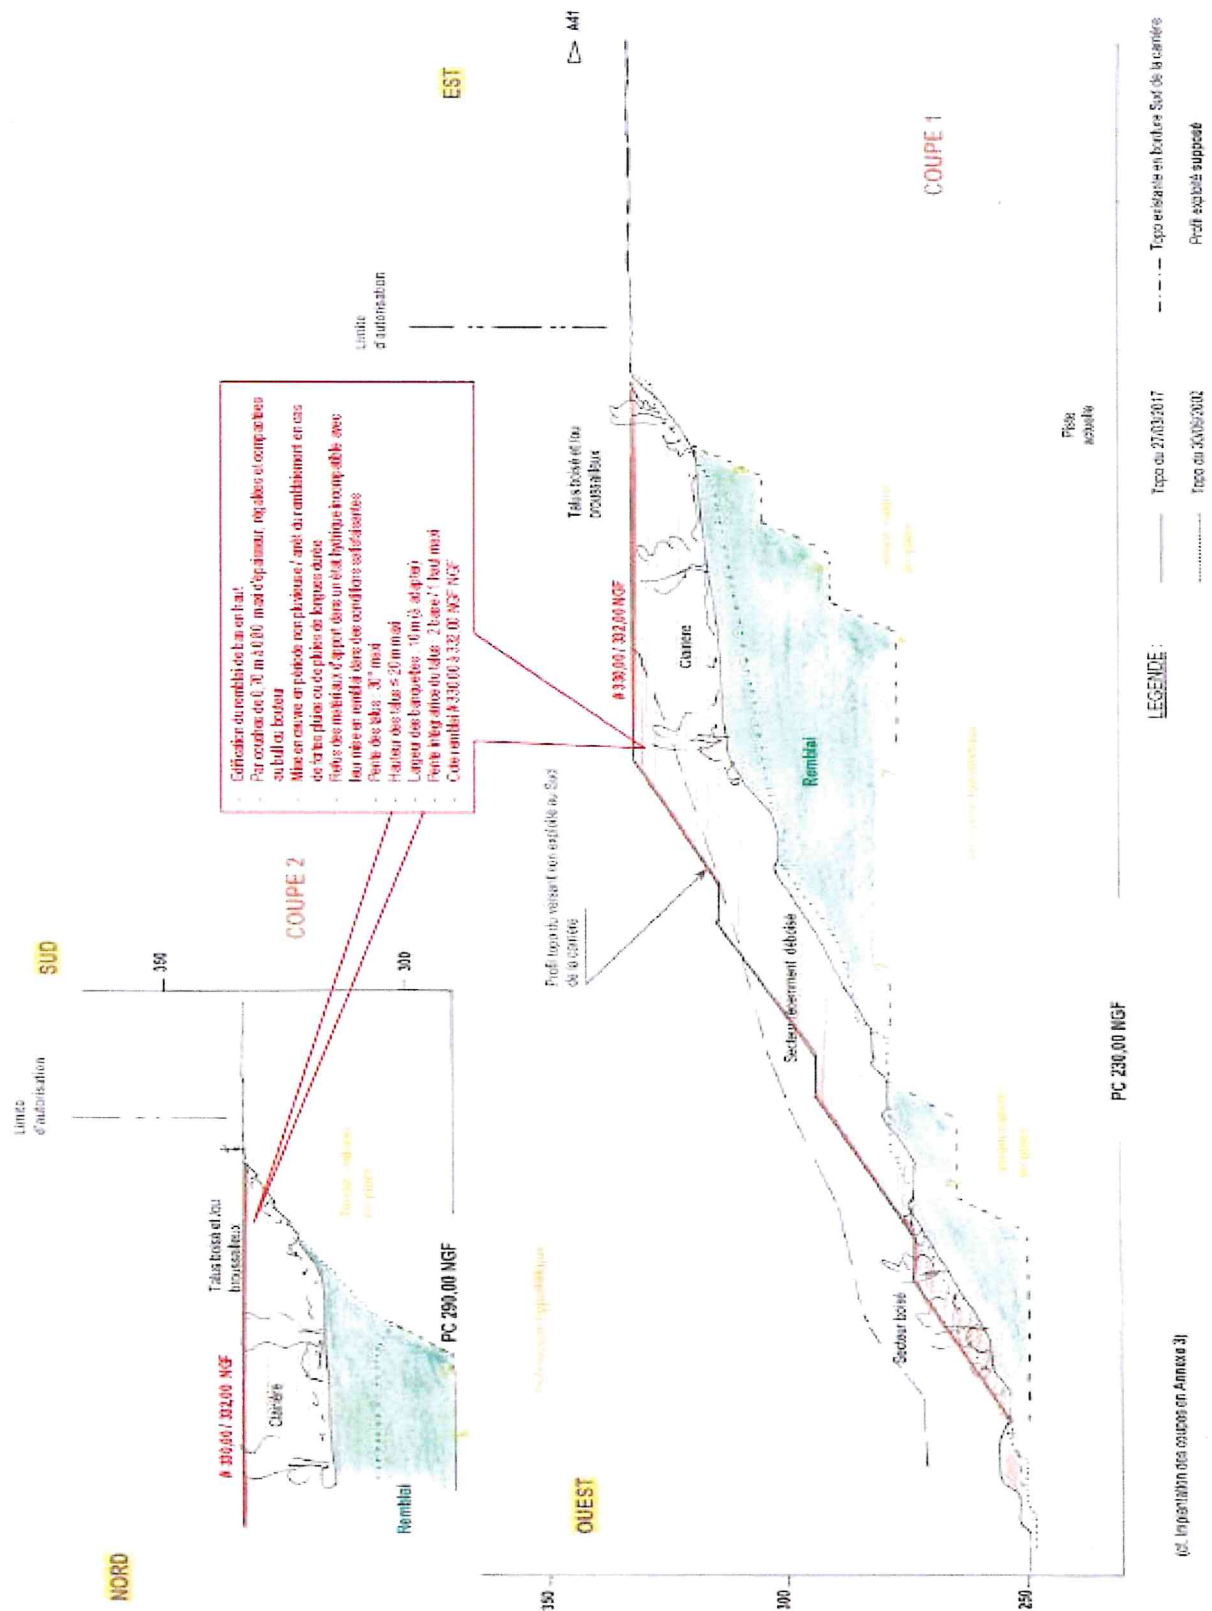 NORD
SUD
Limite
d'autorisation
Talus boisé et /ou
broussailleux
# 330,00 / 332,00 NGF
Clairière
Remblai
PC 290,00 NGF
350
300
COUPE 2
- Edification du remblai de bas en haut
- Par couches de 0,70 m à 0,80 maxi d'épaisseur, régalées et compactées
au bull ou bouteur
- Mise en œuvre en période non pluvieuse / arrêt du remblaiement en cas
de fortes pluies ou de pluies de longues durée
- Refus des matériaux d'apport dans un état hydrique incompatible avec
leur mise en remblai dans des conditions satisfaisantes
- Pente des talus : 30° maxi
- Hauteur des talus ≤ 20 m maxi
- Largeur des banquettes : 10 m (à adapter)
- Pente intégratrice du talus : 2 base / 1 haut maxi
- Cote remblai # 330,00 à 332,00 NGF NGF
OUEST
EST
Limite
d'autorisation
A41
Talus boisé et /ou
broussailleux
# 330,00 / 332,00 NGF
Clairière
Profil topo du versant non exploité au Sud
de la carrière
Remblai
Secteur récemment déboisé
Secteur boisé
350
300
250
COUPE 1
PC 230,00 NGF
Piste
actuelle
LEGENDE :
Topo du 27/03/2017
Topo existante en bordure Sud de la carrière
Profil exploité supposé
(cf. Implantation des coupes en Annexe 3)